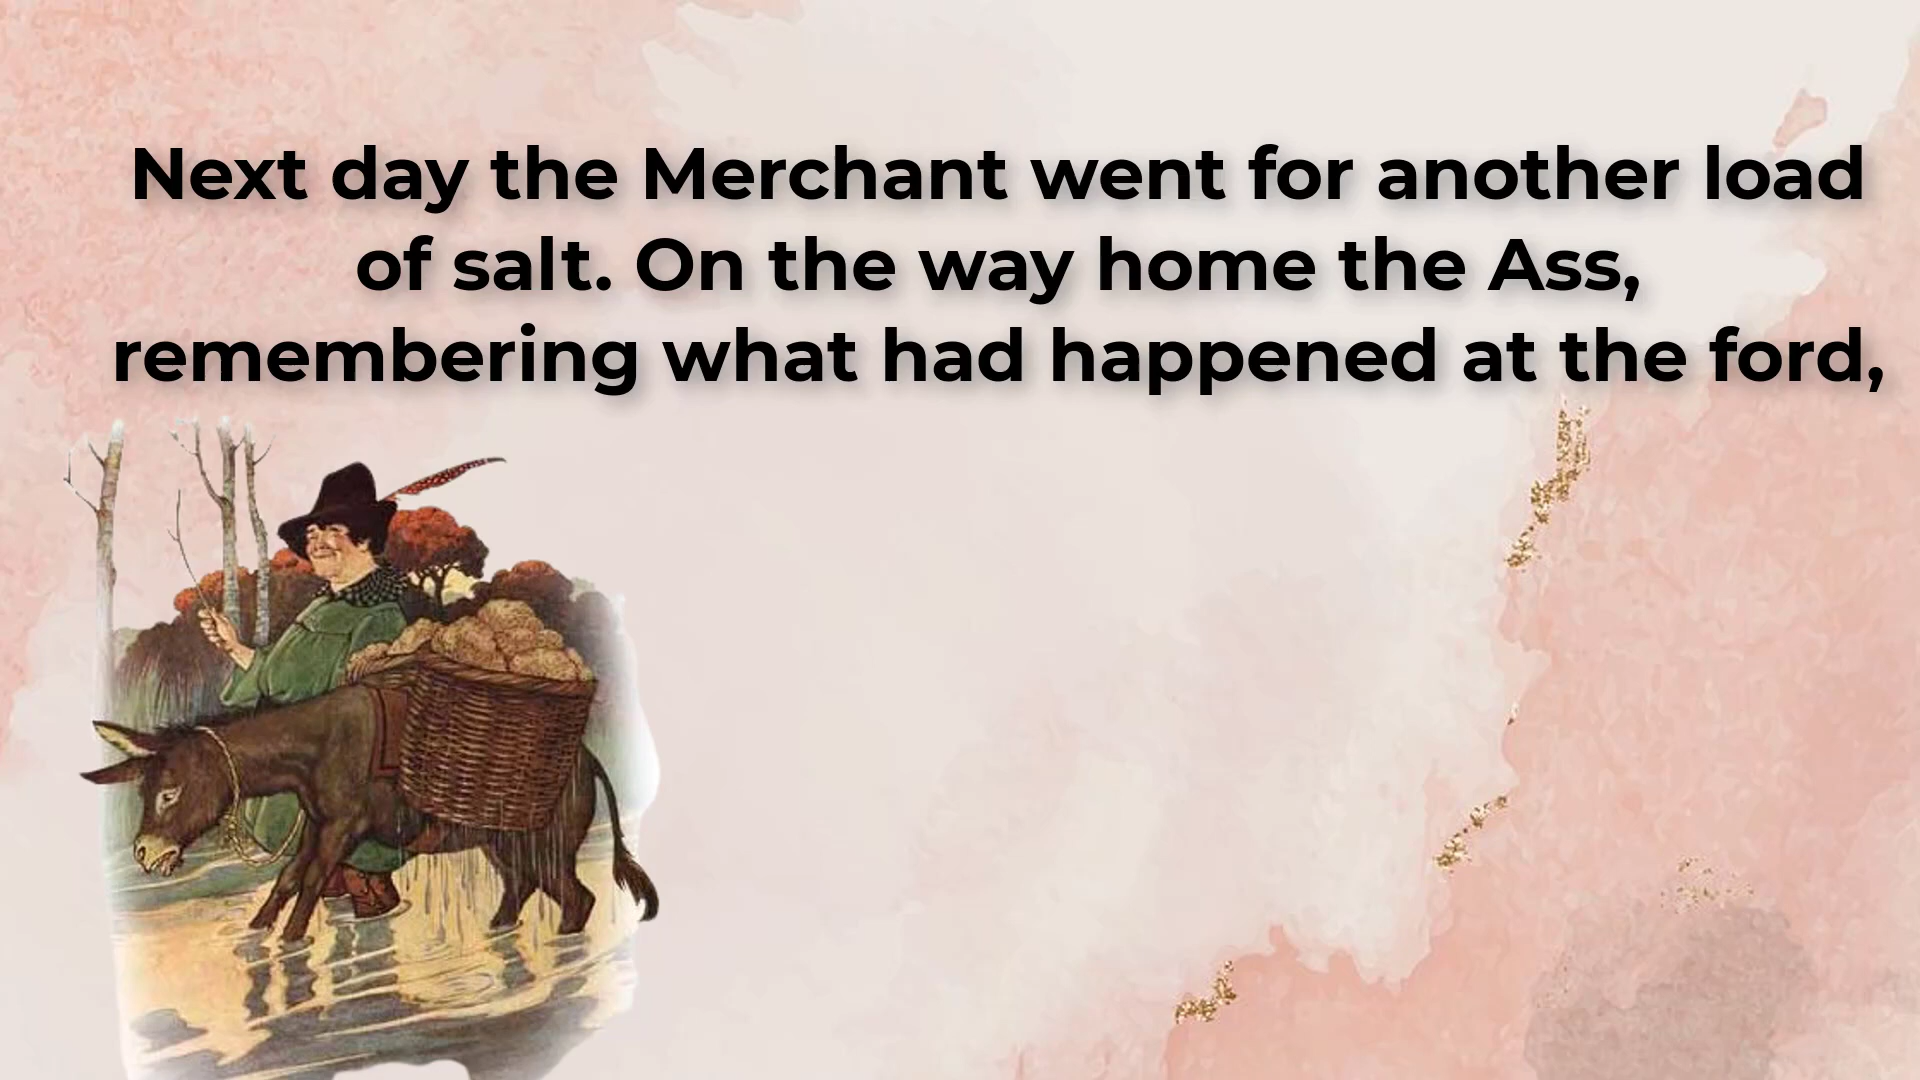 Next day the Merchant went for another load
of salt. On the way home the Ass,
remembering what had happened at the ford,